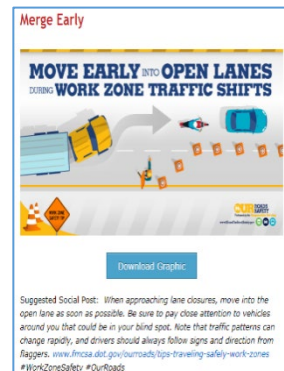 Merge Early
MOVE EARLY INTO OPEN LANES
DURING WORK ZONE TRAFFIC SHIFTS
OUR ROADS
SAFETY
Download Graphic
Suggested Social Post: When approaching lane closures, move into the
open lane as soon as possible. Be sure to pay close attention to vehicles
around you that could be in your blind spot. Note that traffic patterns can
change rapidly, and drivers should always follow signs and direction from
flaggers. www.fmcsa.dot.gov/ourroads/tips-traveling-safely-work-zones
#WorkZoneSafety #OurRoads